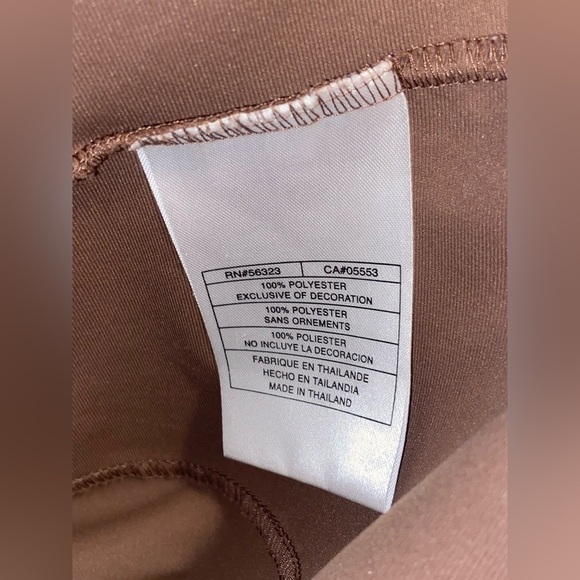 RN#56323 CA#05553
100% POLYESTER
EXCLUSIVE OF DECORATION
100% POLYESTER
SANS ORNEMENTS
100% POLIESTER
NO INCLUYE LA DECORACION
FABRIQUE EN THAILANDE
HECHO EN TAILANDIA
MADE IN THAILAND